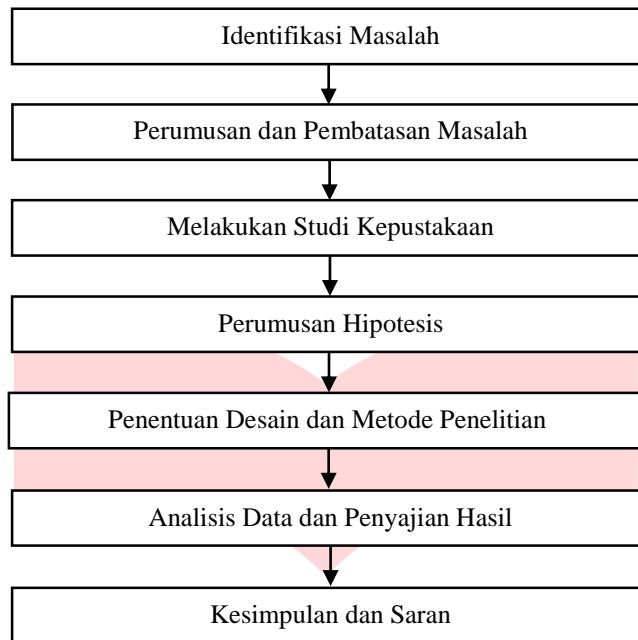 Identifikasi Masalah
Perumusan dan Pembatasan Masalah
Melakukan Studi Kepustakaan
Perumusan Hipotesis
Penentuan Desain dan Metode Penelitian
Analisis Data dan Penyajian Hasil
Kesimpulan dan Saran